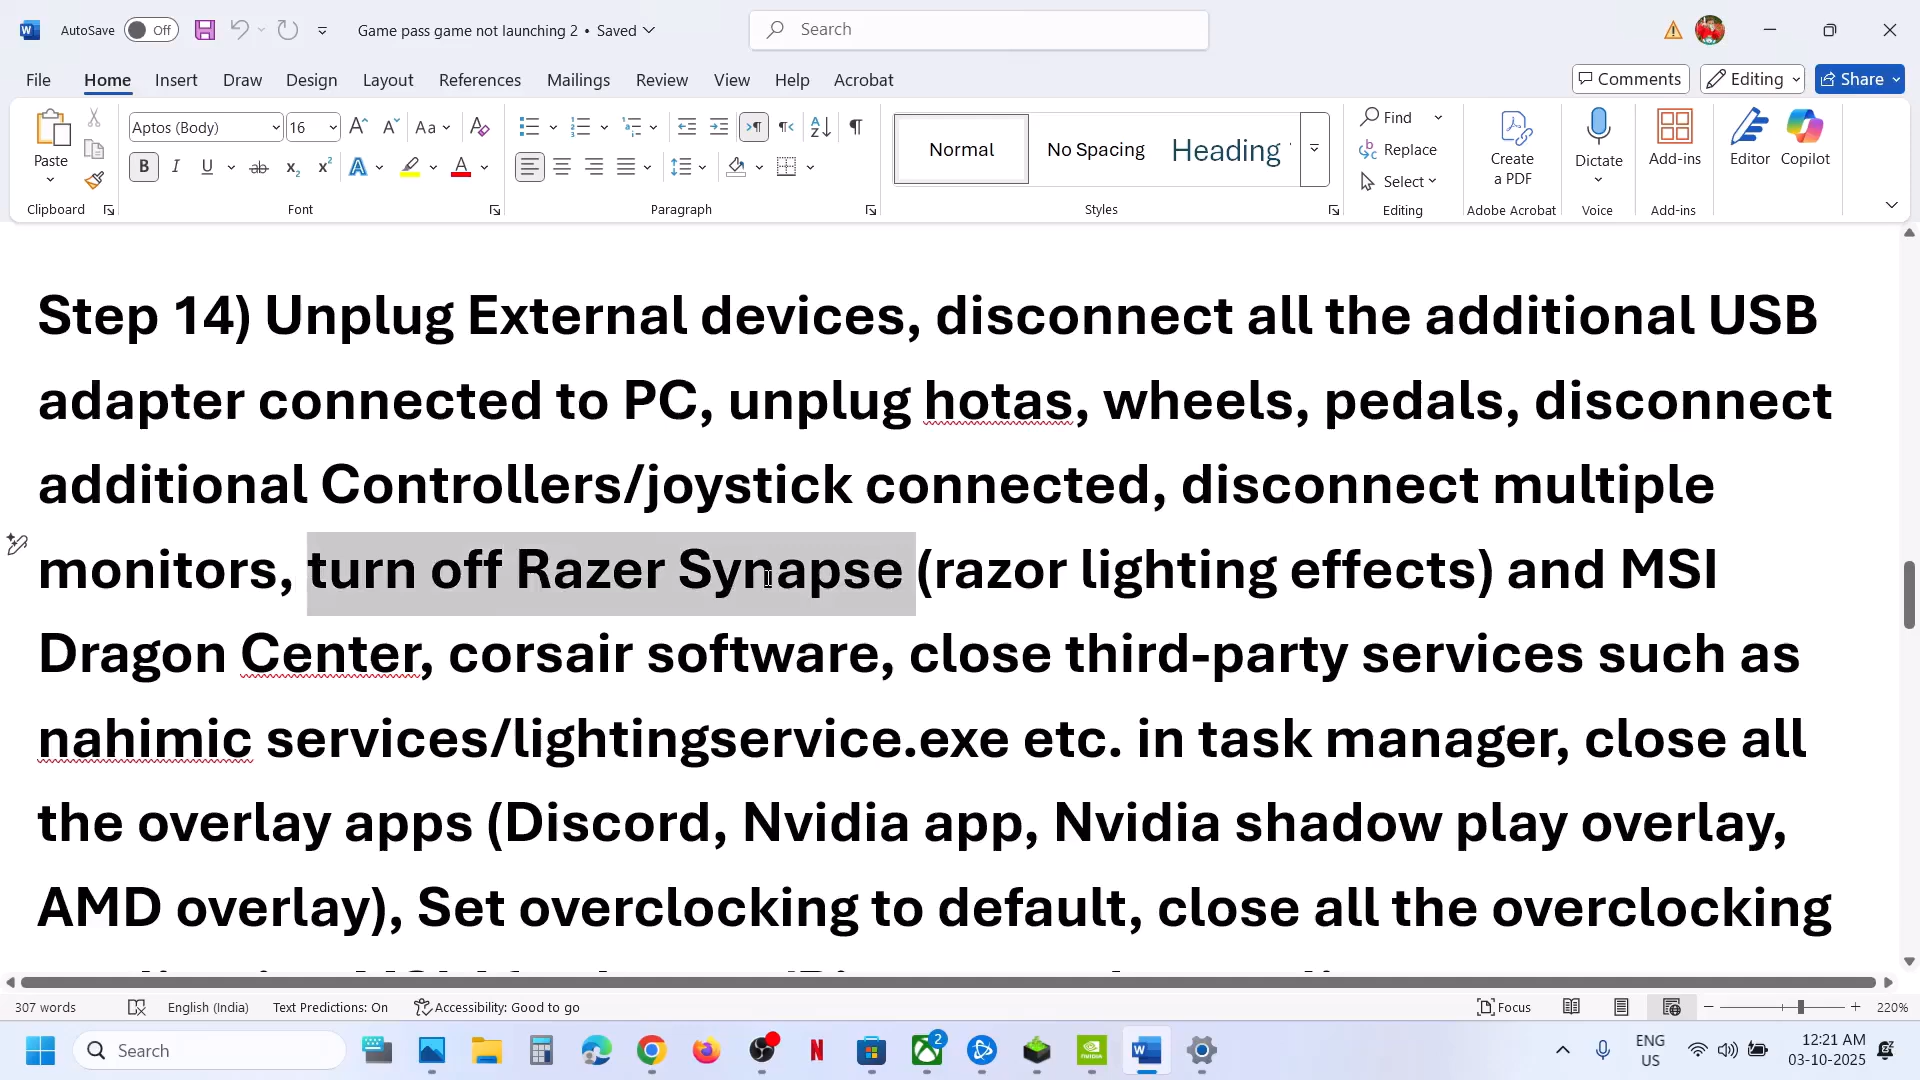 AutoSave Off Game pass game not launching 2 • Saved Search
File Home Insert Draw Design Layout References Mailings Review View Help Acrobat Comments Editing Share
Paste
Clipboard
Aptos (Body) 16
Font
Paragraph
Normal No Spacing Heading
Styles
Find
Replace
Select
Editing
Create
a PDF
Adobe Acrobat
Dictate
Voice
Add-ins
Add-ins
Editor
Copilot
Step 14) Unplug External devices, disconnect all the additional USB
adapter connected to PC, unplug hotas, wheels, pedals, disconnect
additional Controllers/joystick connected, disconnect multiple
monitors, turn off Razer Synapse (razor lighting effects) and MSI
Dragon Center, corsair software, close third-party services such as
nahimic services/lightingservice.exe etc. in task manager, close all
the overlay apps (Discord, Nvidia app, Nvidia shadow play overlay,
AMD overlay), Set overclocking to default, close all the overclocking
307 words English (India) Text Predictions: On Accessibility: Good to go Focus 220%
Search
2
ENG
US
12:21 AM
03-10-2025